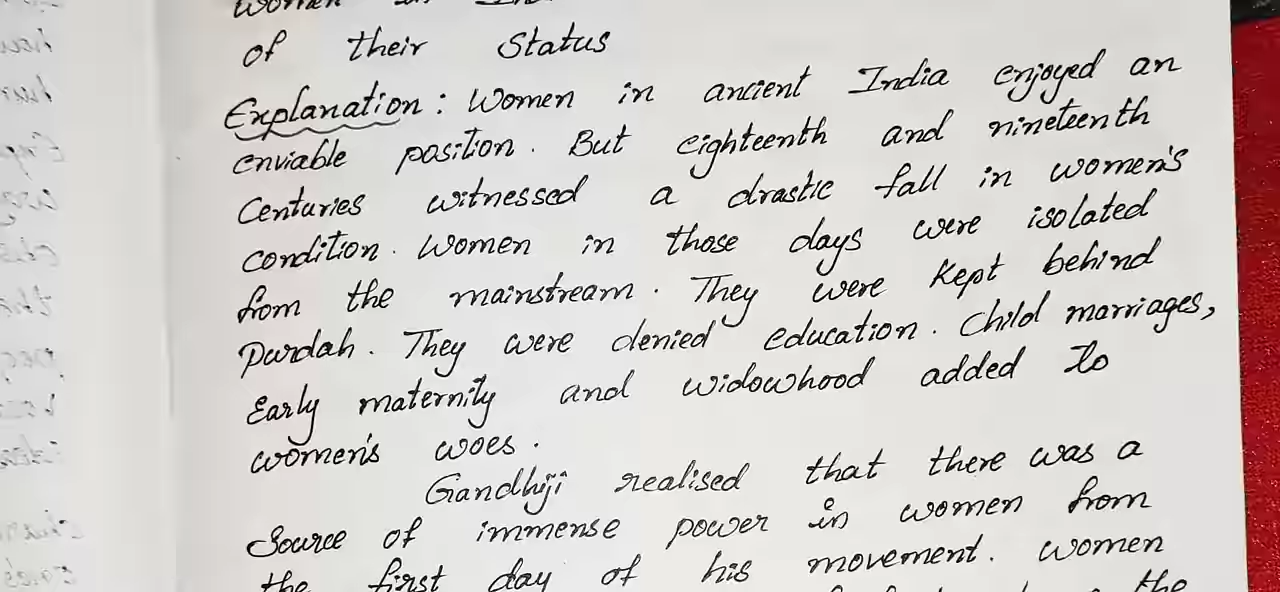 women in
of their Status
Explanation : Women in ancient India enjoyed an
enviable position. But eighteenth and nineteenth
Centuries witnessed a drastic fall in women's
condition. Women in those days were isolated
from the mainstream. They were kept behind
Purdah. They were denied education. Child marriages,
Early maternity and widowhood added to
women's woes.
Gandhiji realised that there was a
Source of immense power in women from
the first day of his movement. Women
the